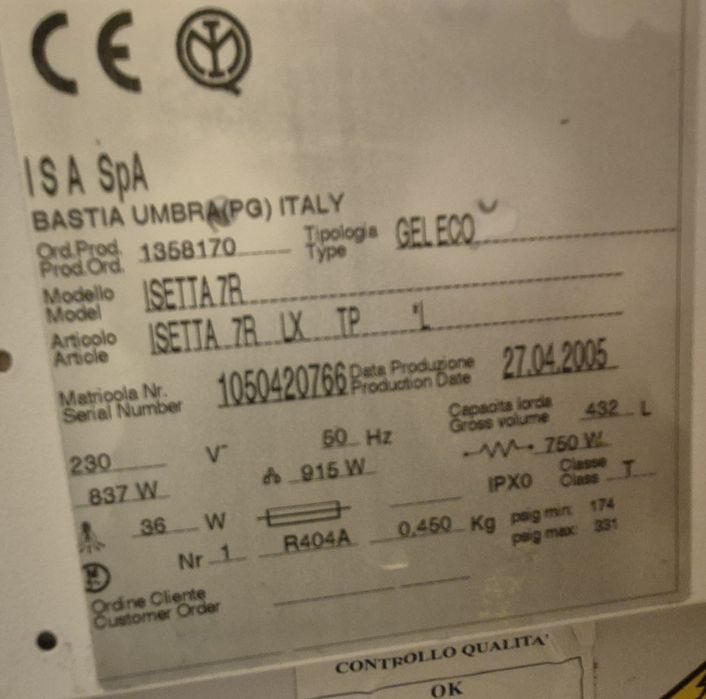 CE IMQ
ISA SpA
BASTIA UMBRA(PG) ITALY
Ord.Prod. Prod.Ord. 1358170 Tipologia Type GELECO
Modello Model ISETTA 7R
Articolo Article ISETTA 7R LX TP *L
Matricola Nr. Serial Number 1050420766 Data Produzione Production Date 27.04.2005
230 V~ 50 Hz Capacita lorda Gross volume 432 L
837 W 915 W 750 W
36 W IPX0 Classe Class T
Nr 1 R404A 0,450 Kg psig min: 174
psig max: 331
Ordine Cliente
Customer Order
CONTROLLO QUALITA'
OK